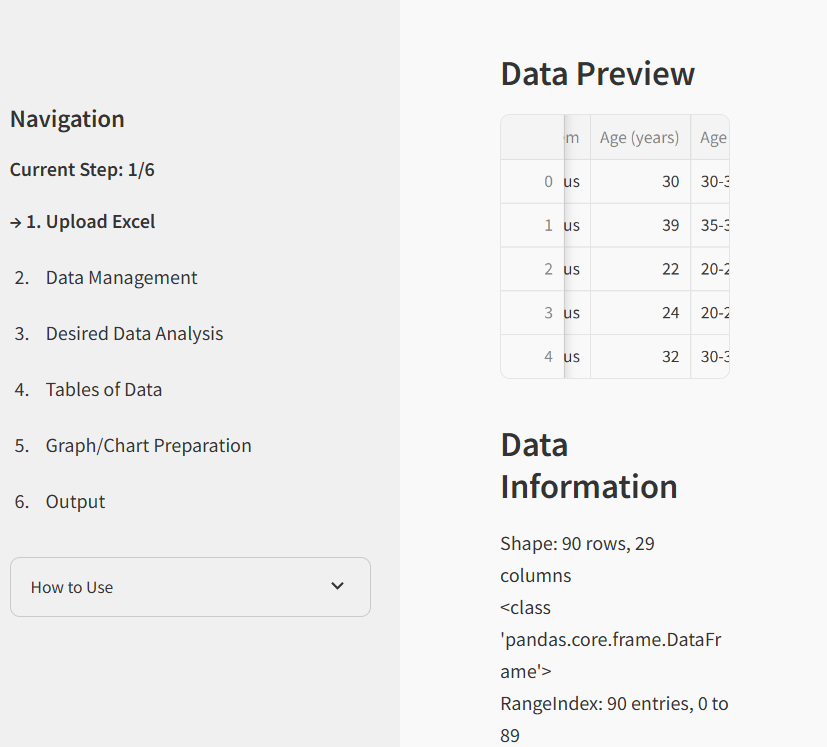 Navigation
Current Step: 1/6
→ 1. Upload Excel
2. Data Management
3. Desired Data Analysis
4. Tables of Data
5. Graph/Chart Preparation
6. Output
How to Use
Data Preview
m Age (years) Age
0 us 30 30-3
1 us 39 35-3
2 us 22 20-2
3 us 24 20-2
4 us 32 30-3
Data
Information
Shape: 90 rows, 29
columns
<class
'pandas.core.frame.DataFr
ame'>
RangeIndex: 90 entries, 0 to
89